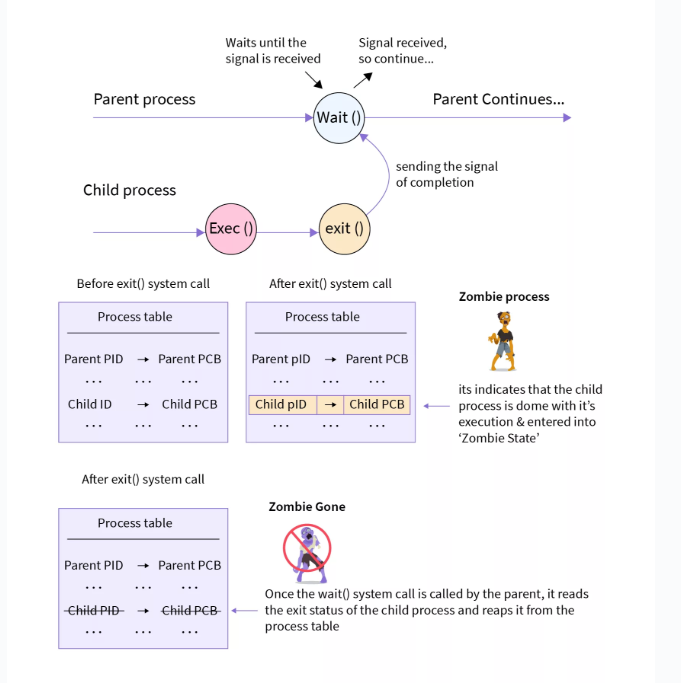 Waits until the
signal is received
Signal received,
so continue...
Parent process
Wait ()
Parent Continues...
sending the signal
of completion
Child process
Exec ()
exit ()
Before exit() system call
After exit() system call
Process table
Parent PID → Parent PCB
... ... ...
Child ID → Child PCB
... ... ...
Process table
Parent pID → Parent PCB
... ... ...
Child pID → Child PCB
... ... ...
Zombie process
its indicates that the child
process is dome with it’s
execution & entered into
‘Zombie State’
After exit() system call
Process table
Parent PID → Parent PCB
... ... ...
Child PID → Child PCB
... ... ...
Zombie Gone
Once the wait() system call is called by the parent, it reads
the exit status of the child process and reaps it from the
process table